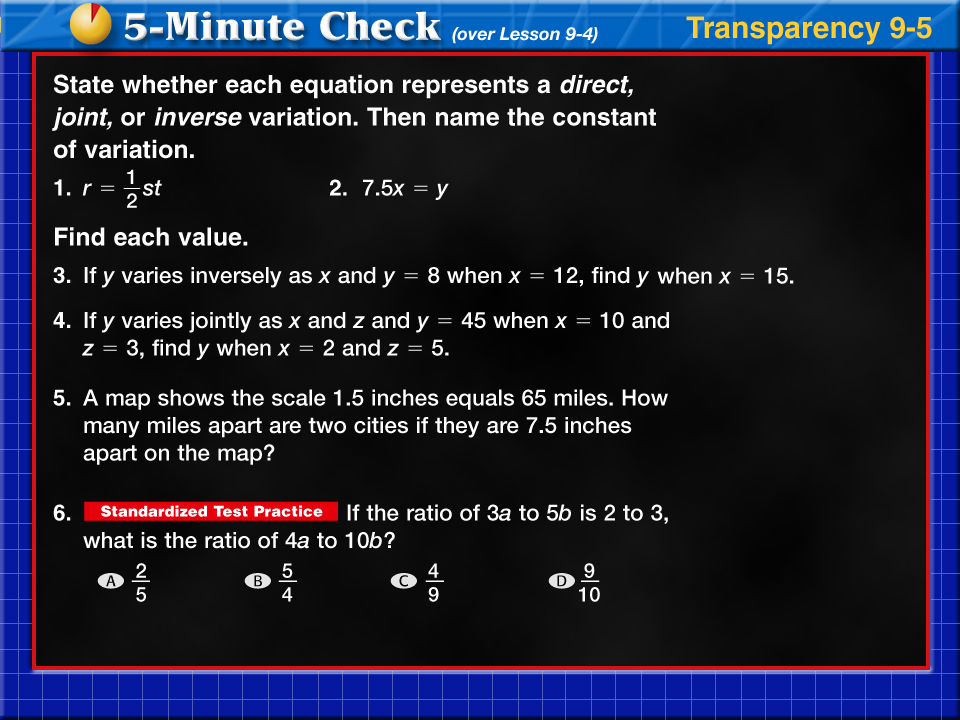 5-Minute Check (over Lesson 9-4) Transparency 9-5
State whether each equation represents a direct,
joint, or inverse variation. Then name the constant
of variation.
1. r = 1/2 st 2. 7.5x = y
Find each value.
3. If y varies inversely as x and y = 8 when x = 12, find y when x = 15.
4. If y varies jointly as x and z and y = 45 when x = 10 and
z = 3, find y when x = 2 and z = 5.
5. A map shows the scale 1.5 inches equals 65 miles. How
many miles apart are two cities if they are 7.5 inches
apart on the map?
6. Standardized Test Practice If the ratio of 3a to 5b is 2 to 3,
what is the ratio of 4a to 10b?
A 2/5 B 5/4 C 4/9 D 9/10